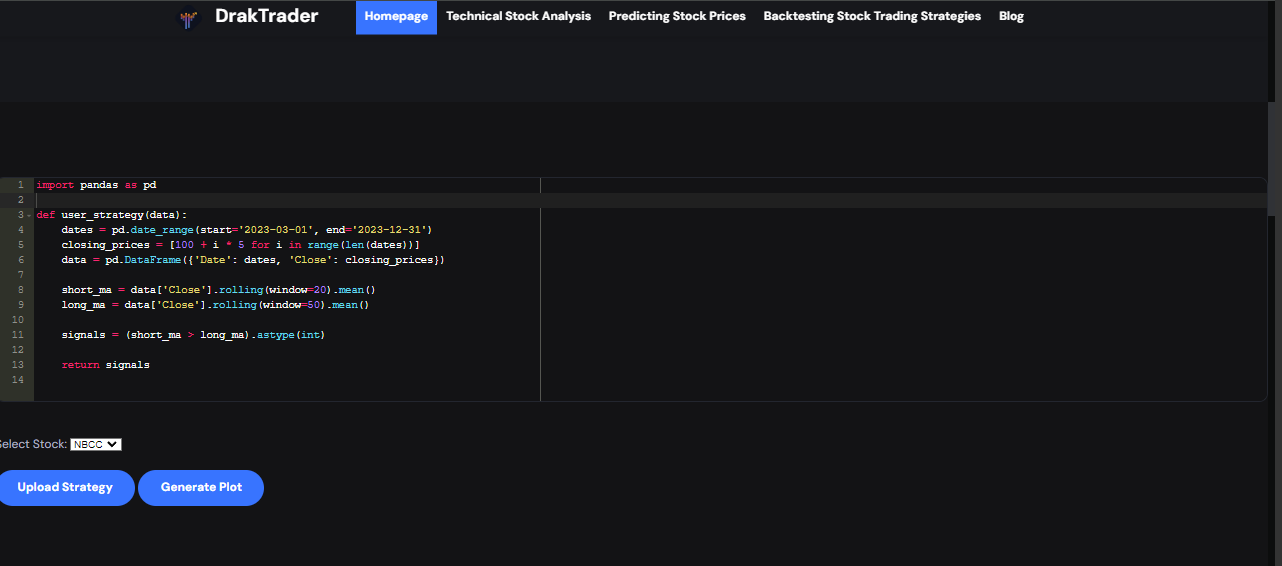 DrakTrader Homepage Technical Stock Analysis Predicting Stock Prices Backtesting Stock Trading Strategies Blog
1 import pandas as pd
2
3 def user_strategy(data):
4 dates = pd.date_range(start='2023-03-01', end='2023-12-31')
5 closing_prices = [100 + i * 5 for i in range(len(dates))]
6 data = pd.DataFrame({'Date': dates, 'Close': closing_prices})
7
8 short_ma = data['Close'].rolling(window=20).mean()
9 long_ma = data['Close'].rolling(window=50).mean()
10
11 signals = (short_ma > long_ma).astype(int)
12
13 return signals
14
Select Stock: NBCC
Upload Strategy Generate Plot